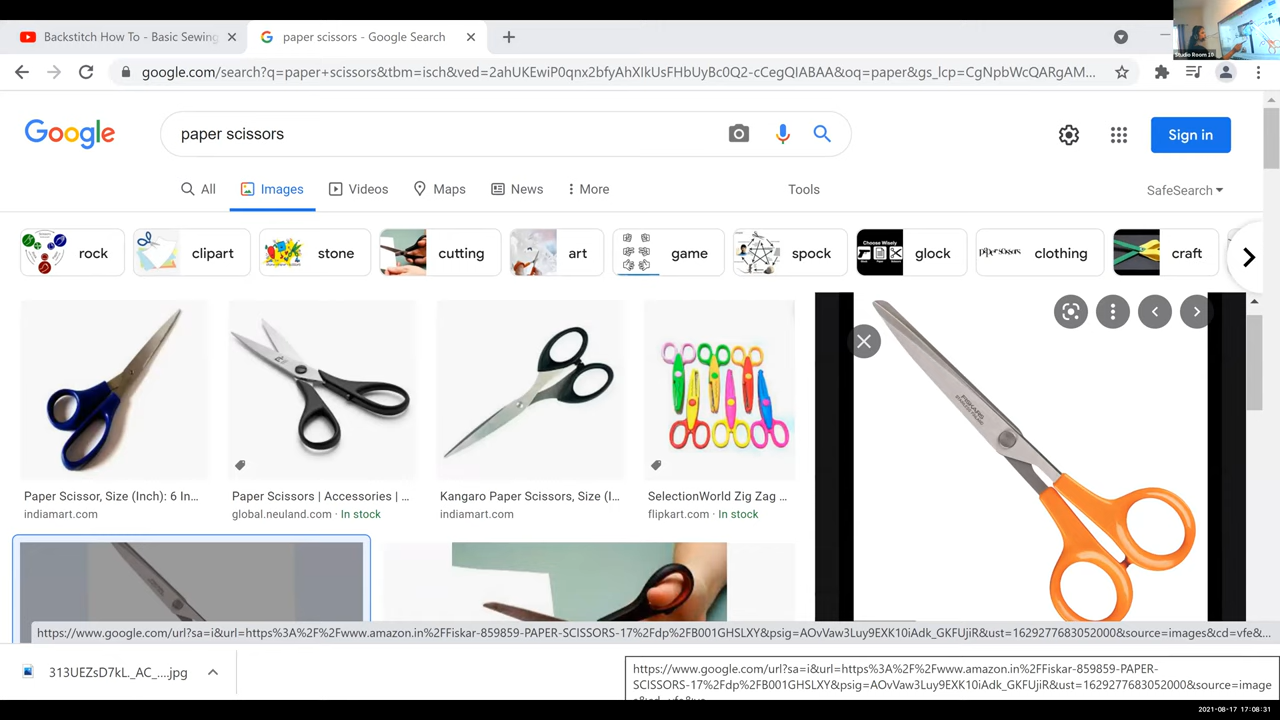 Backstitch How To - Basic Sewing
paper scissors - Google Search
google.com/search?q=paper+scissors&tbm=isch&ved=2ah
paper scissors
Google
Sign in
All
Images
Videos
Maps
News
More
Tools
SafeSearch
rock
clipart
stone
cutting
art
game
spock
glock
clothing
craft
FISKARS
Paper Scissor, Size (Inch): 6 In...
indiamart.com
Paper Scissors | Accessories | ...
global.neuland.com · In stock
Kangaro Paper Scissors, Size (I...
indiamart.com
SelectionWorld Zig Zag ...
flipkart.com · In stock
https://www.google.com/url?sa=i&url=https%3A%2F%2Fwww.amazon.in%2FFiskar-859859-PAPER-SCISSORS-17%2Fdp%2FB001GHSLXY&psig=AOvVaw3Luy9EXK10iAdk_GKFUjiR&ust=1629277683052000&source=images&cd=vfe&...
313UEZsD7kL._AC_....jpg
https://www.google.com/url?sa=i&url=https%3A%2F%2Fwww.amazon.in%2FFiskar-859859-PAPER-
SCISSORS-17%2Fdp%2FB001GHSLXY&psig=AOvVaw3Luy9EXK10iAdk_GKFUjiR&ust=1629277683052000&source=image
2021-08-17 17:08:31